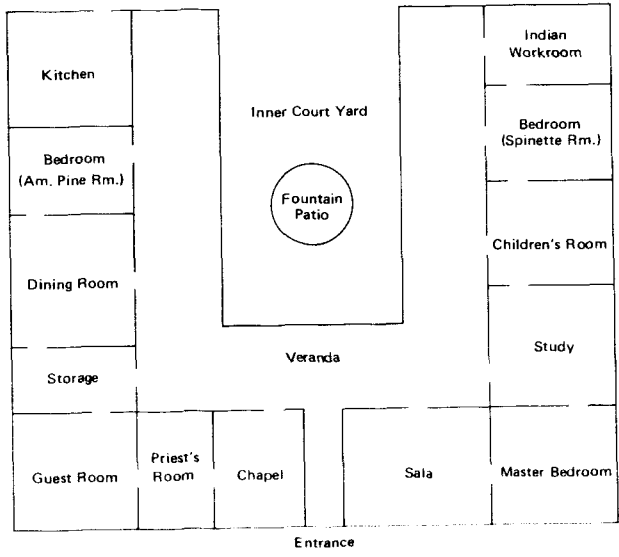 Kitchen
Bedroom
(Am. Pine Rm.)
Dining Room
Storage
Guest Room
Priest's
Room
Chapel
Inner Court Yard
Fountain
Patio
Veranda
Sala
Indian
Workroom
Bedroom
(Spinette Rm.)
Children's Room
Study
Master Bedroom
Entrance